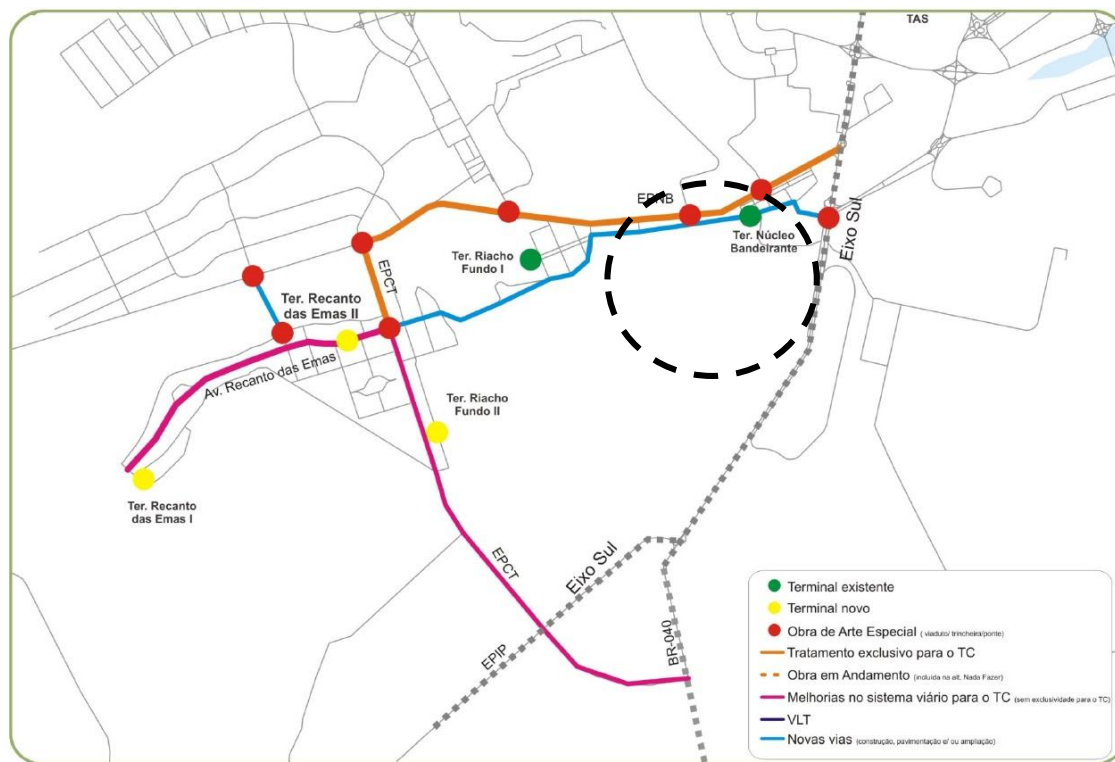 TAS
EPNB
Ter. Núcleo
Bandeirante
Eixo Sul
Ter. Riacho
Fundo I
EPCT
Ter. Recanto
das Emas II
Av. Recanto das Emas
Ter. Riacho
Fundo II
Ter. Recanto
das Emas I
EPCT
Eixo Sul
EPIP
BR-040
Terminal existente
Terminal novo
Obra de Arte Especial ( viaduto/ trincheira/ponte)
Tratamento exclusivo para o TC
Obra em Andamento (incluída na alt. Nada Fazer)
Melhorias no sistema viário para o TC (sem exclusividade para o TC)
VLT
Novas vias (construção, pavimentação e/ ou ampliação)